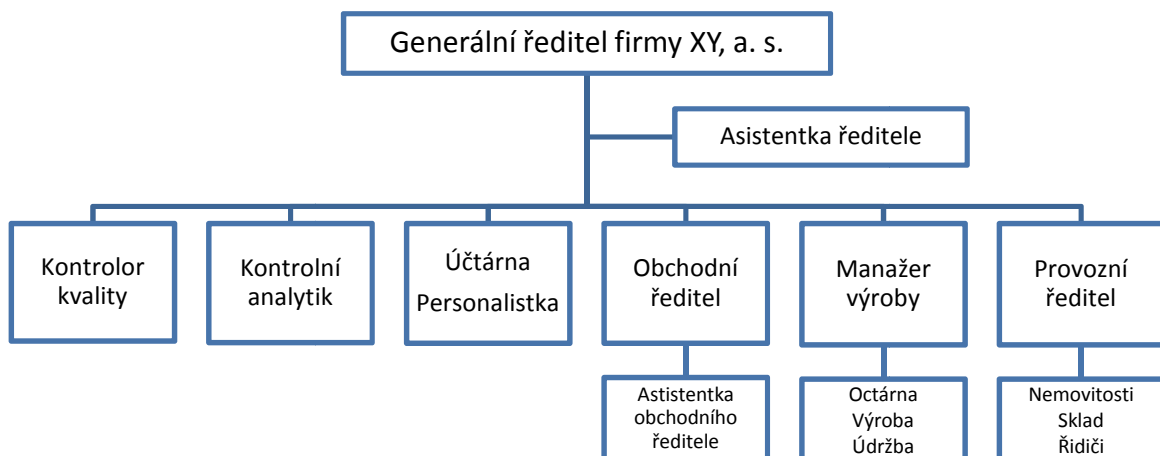 Generální ředitel firmy XY, a. s.
Asistentka ředitele
Kontrolor
kvality
Kontrolní
analytik
Účtárna
Personalistka
Obchodní
ředitel
Manažer
výroby
Provozní
ředitel
Astistentka
obchodního
ředitele
Octárna
Výroba
Údržba
Nemovitosti
Sklad
Řidiči